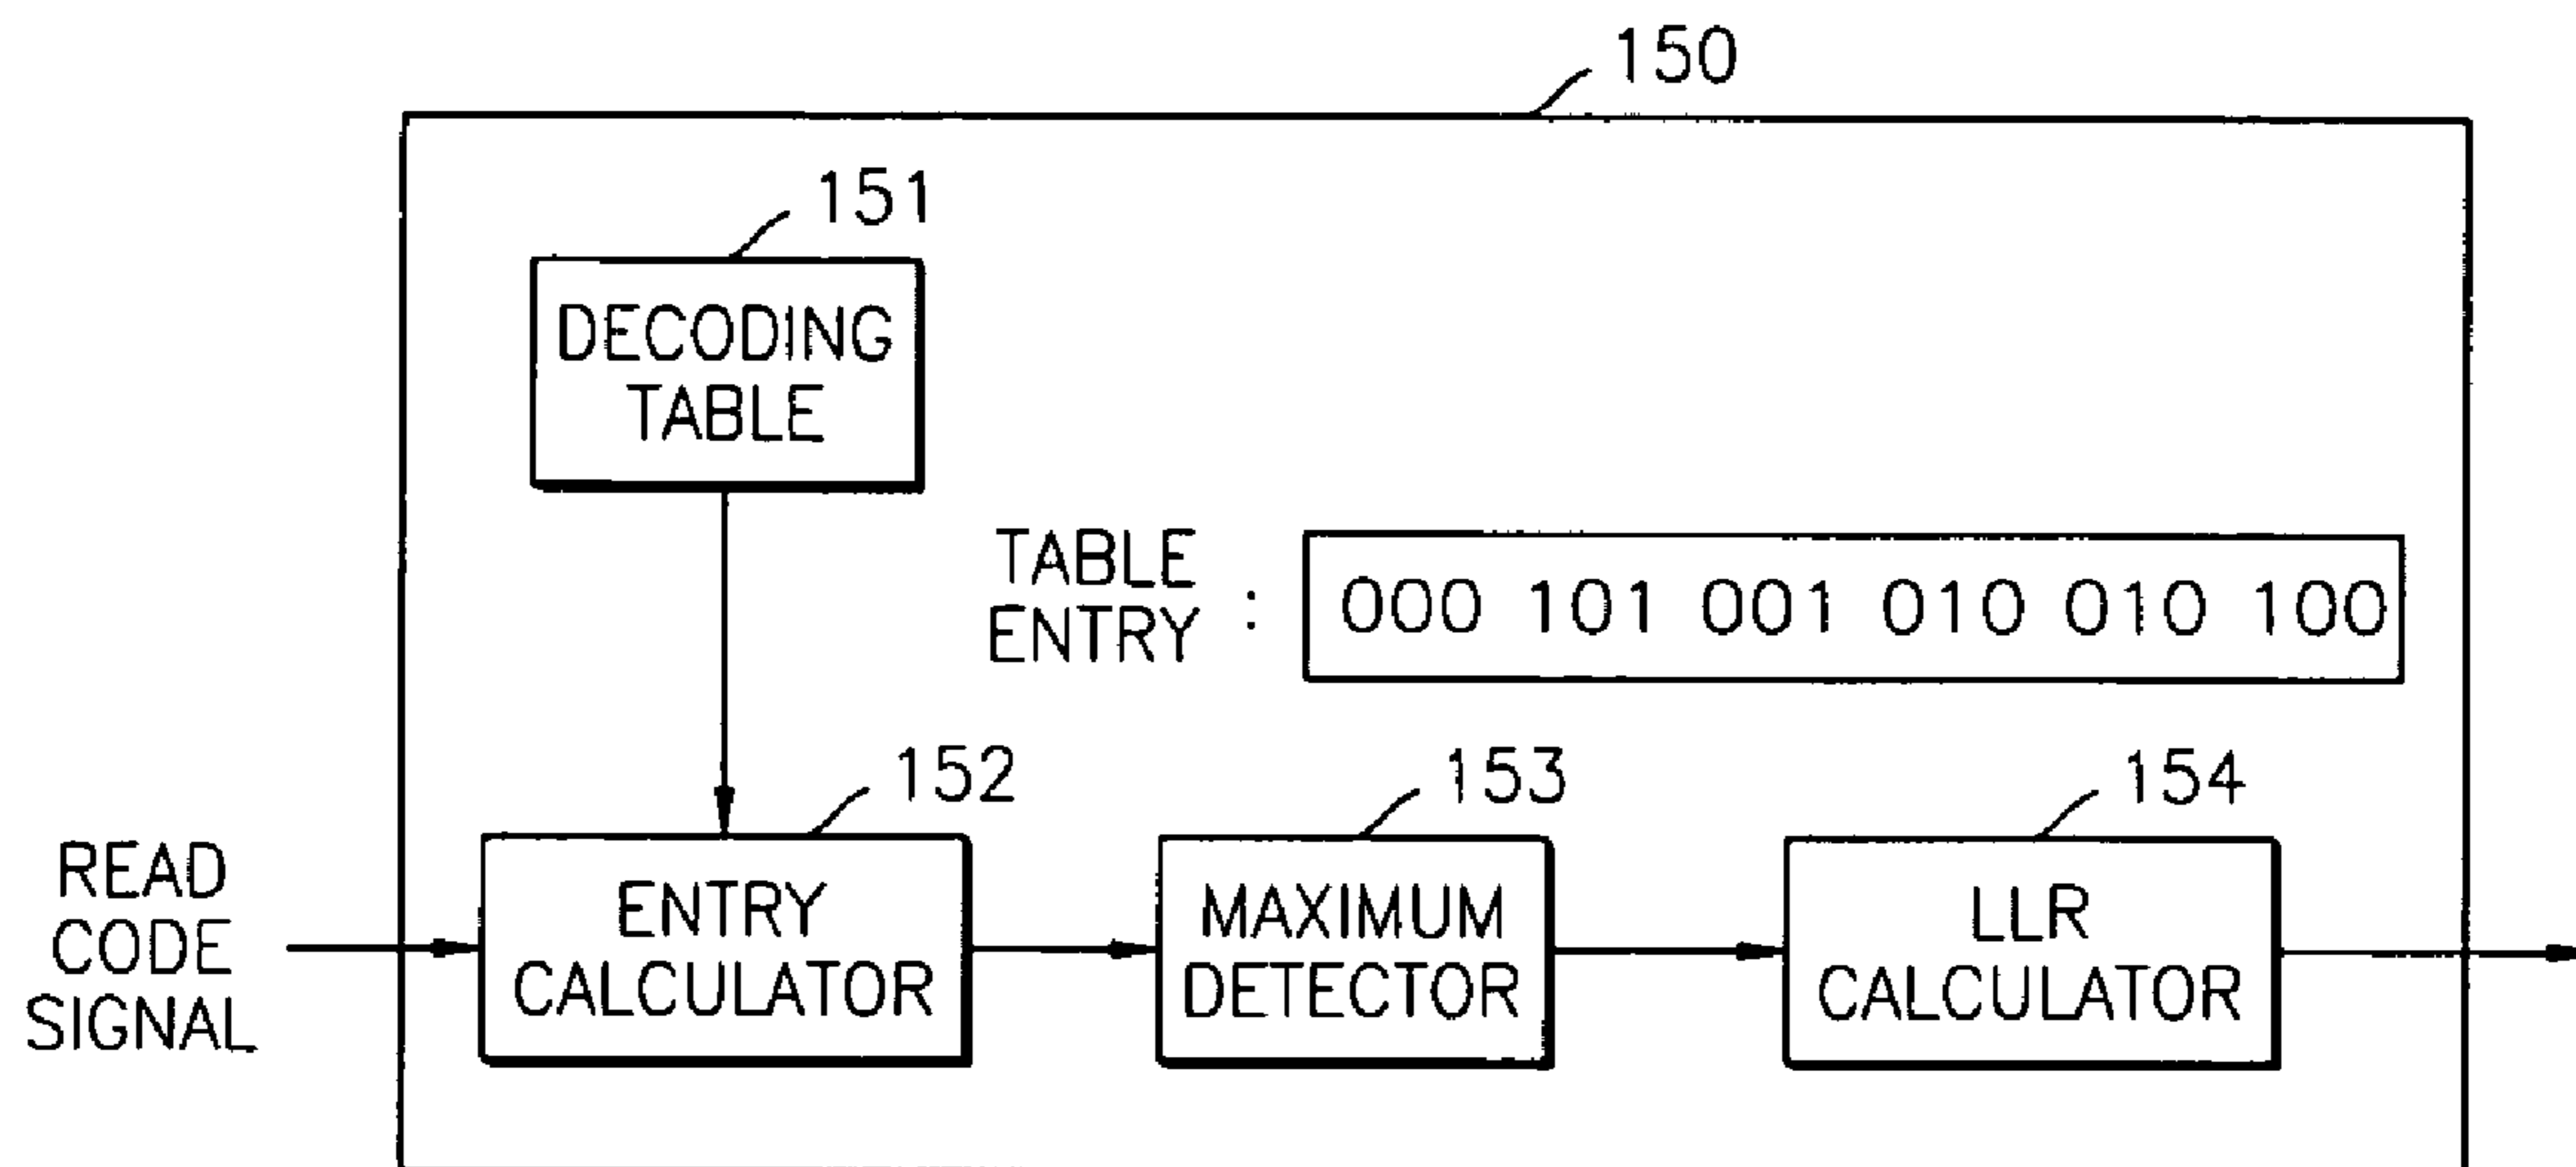 150
151
DECODING
TABLE
TABLE
ENTRY :
000 101 001 010 010 100
152
153
154
READ
CODE
SIGNAL
ENTRY
CALCULATOR
MAXIMUM
DETECTOR
LLR
CALCULATOR